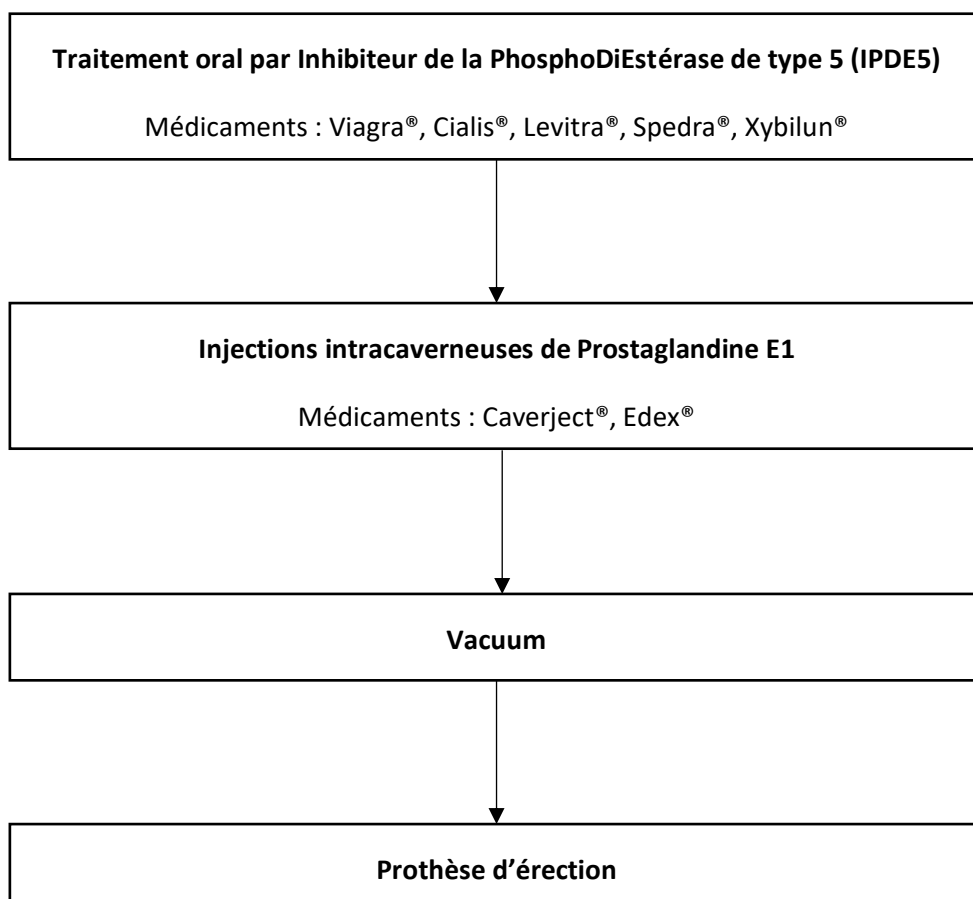 Traitement oral par Inhibiteur de la PhosphoDiEstérase de type 5 (IPDE5)
Médicaments : Viagra®, Cialis®, Levitra®, Spedra®, Xybilun®
Injections intracaverneuses de Prostaglandine E1
Médicaments : Caverject®, Edex®
Vacuum
Prothèse d’érection